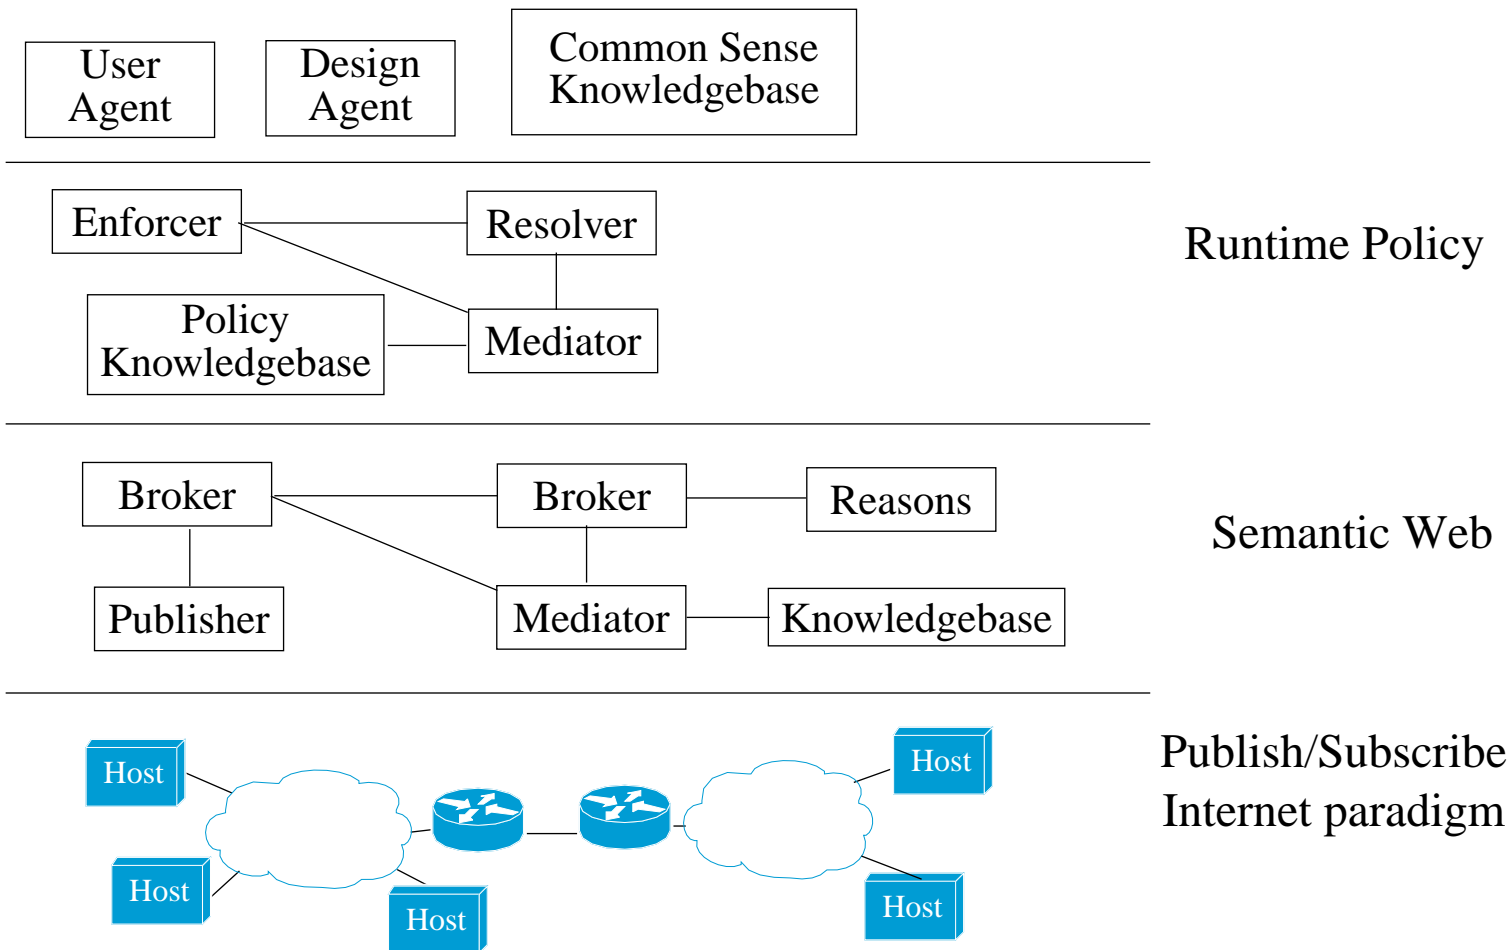 User
Agent
Design
Agent
Common Sense
Knowledgebase
Enforcer
Resolver
Runtime Policy
Policy
Knowledgebase
Mediator
Broker
Broker
Reasons
Semantic Web
Publisher
Mediator
Knowledgebase
Publish/Subscribe
Internet paradigm
Host
Host
Host
Host
Host